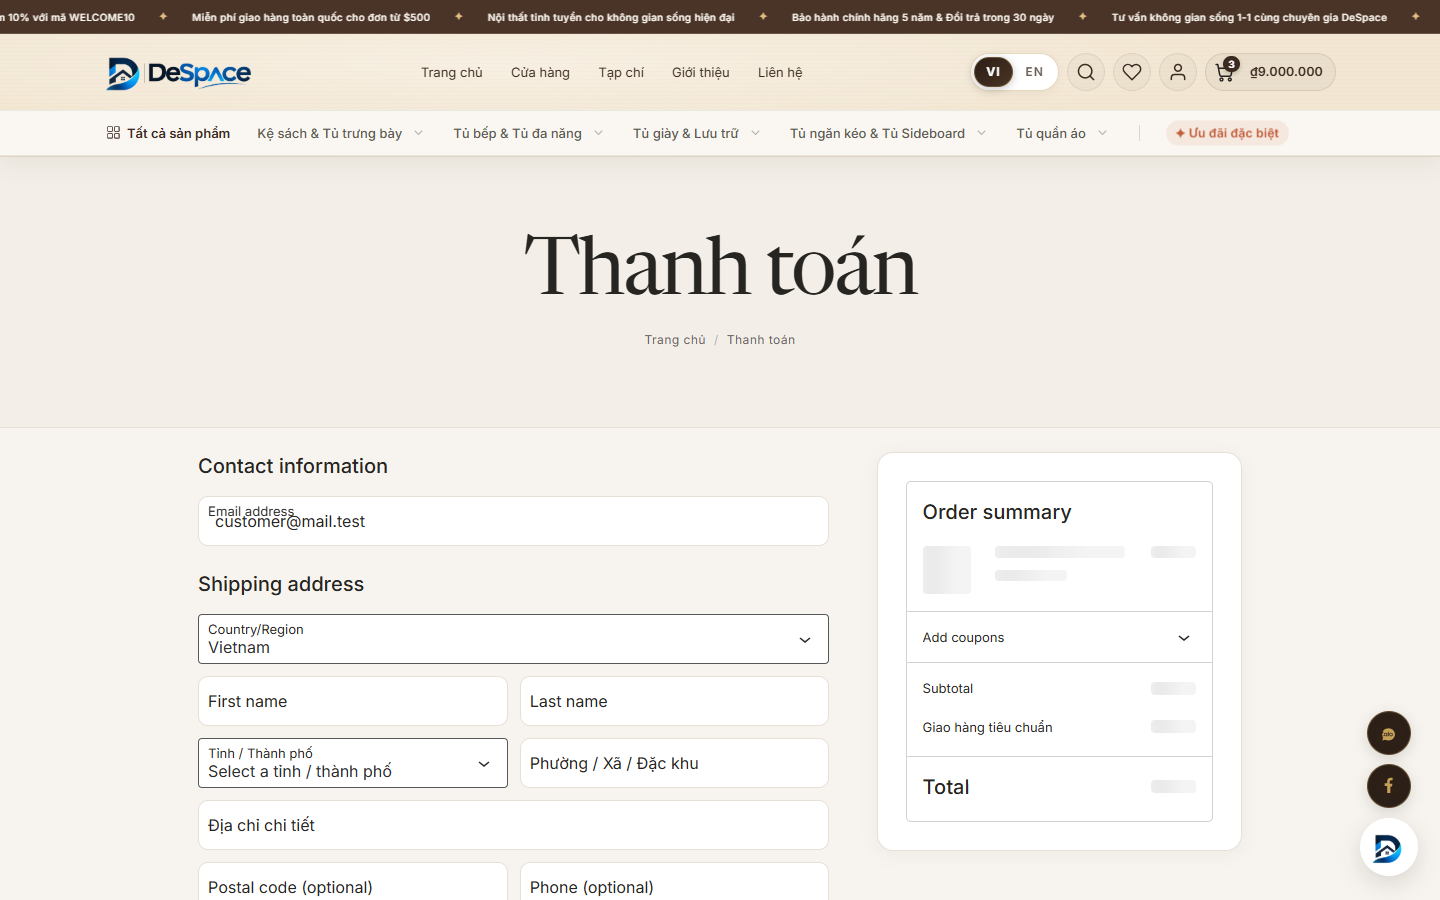 10% với mã WELCOME10 ✦ Miễn phí giao hàng toàn quốc cho đơn từ $500 ✦ Nội thất tinh tuyển cho không gian sống hiện đại ✦ Bảo hành chính hãng 5 năm & Đổi trả trong 30 ngày ✦ Tư vấn không gian sống 1-1 cùng chuyên gia DeSpace ✦
DeSpace
Trang chủ Cửa hàng Tạp chí Giới thiệu Liên hệ
VI EN
3
₫9.000.000
Tất cả sản phẩm Kệ sách & Tủ trưng bày Tủ bếp & Tủ đa năng Tủ giày & Lưu trữ Tủ ngăn kéo & Tủ Sideboard Tủ quần áo ✦ Ưu đãi đặc biệt
Thanh toán
Trang chủ / Thanh toán
Contact information
Email address
customer@mail.test
Shipping address
Country/Region
Vietnam
First name Last name
Tỉnh / Thành phố
Select a tỉnh / thành phố
Phường / Xã / Đặc khu
Địa chỉ chi tiết
Postal code (optional) Phone (optional)
Order summary
Add coupons
Subtotal
Giao hàng tiêu chuẩn
Total